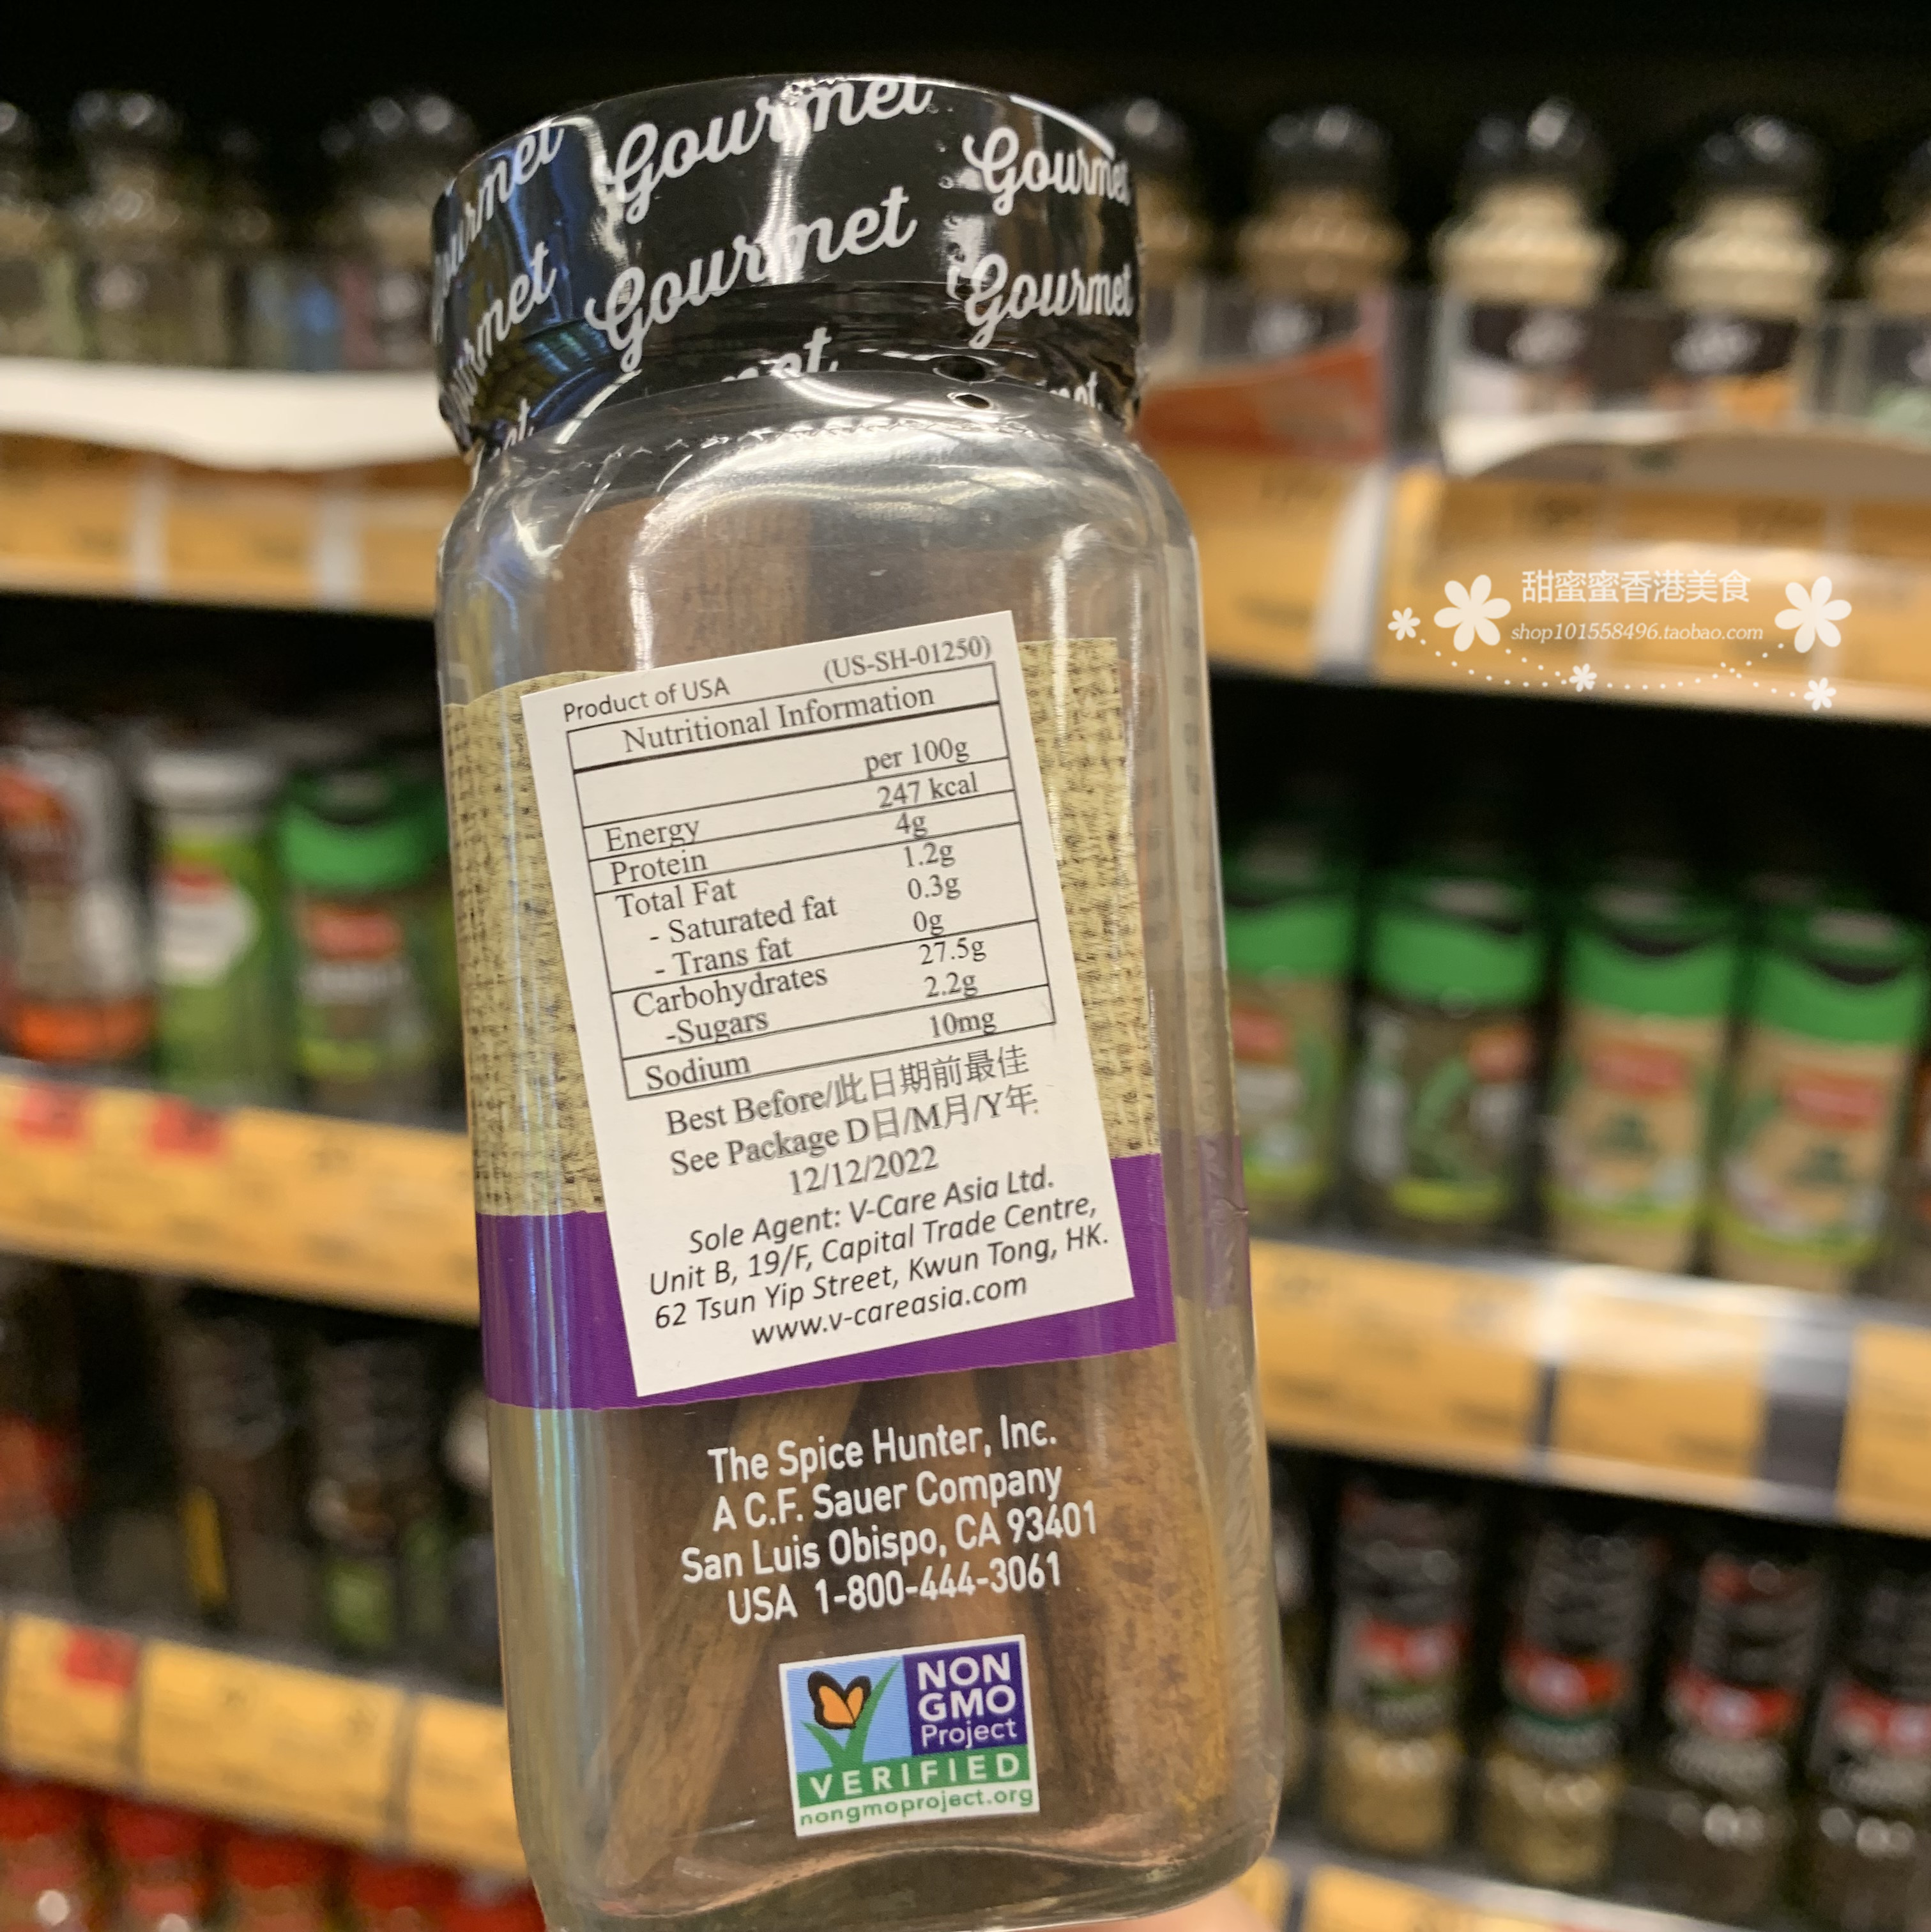 Gourmet Gourmet Gourmet
Gourmet Gourmet Gourmet
甜蜜蜜香港美食
shop101558496.taobao.com
Product of USA (US-SH-01250)
Nutritional Information
per 100g
Energy 247 kcal
Protein 4g
Total Fat 1.2g
- Saturated fat 0.3g
- Trans fat 0g
Carbohydrates 27.5g
-Sugars 2.2g
Sodium 10mg
Best Before/此日期前最佳
See Package D日/M月/Y年
12/12/2022
Sole Agent: V-Care Asia Ltd.
Unit B, 19/F, Capital Trade Centre,
62 Tsun Yip Street, Kwun Tong, HK.
www.v-careasia.com
The Spice Hunter, Inc.
A C.F. Sauer Company
San Luis Obispo, CA 93401
USA 1-800-444-3061
NON
GMO
Project
VERIFIED
nongmoproject.org